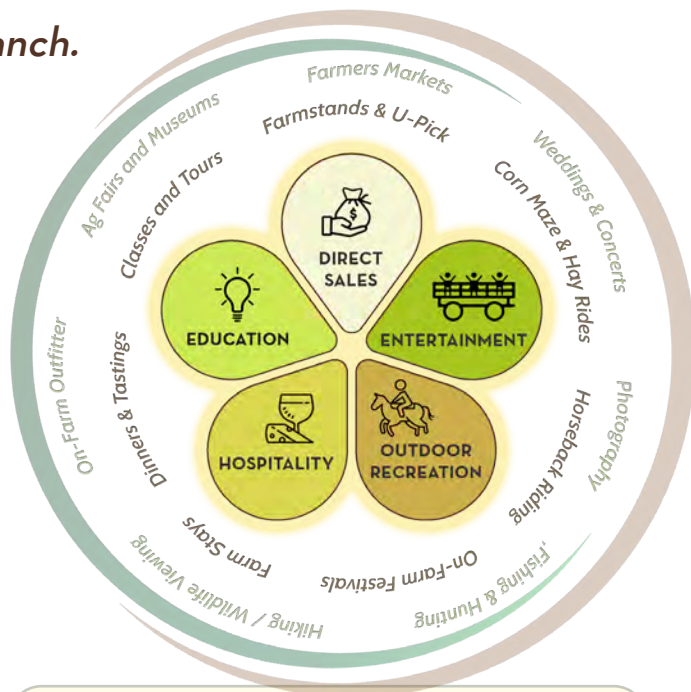 Farmers Markets
Farmstands & U-Pick
Ag Fairs and Museums
Classes and Tours
Weddings & Concerts
Corn Maze & Hay Rides
DIRECT
SALES
EDUCATION
ENTERTAINMENT
On-Farm Outfitter
Dinners & Tastings
Photography
Horseback Riding
HOSPITALITY
OUTDOOR
RECREATION
Farm Stays
On-Farm Festivals
Hiking / Wildlife Viewing
Fishing & Hunting